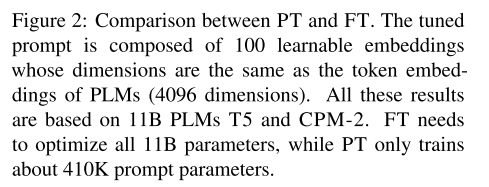 Figure 2: Comparison between PT and FT. The tuned
prompt is composed of 100 learnable embeddings
whose dimensions are the same as the token embed-
dings of PLMs (4096 dimensions). All these results
are based on 11B PLMs T5 and CPM-2. FT needs
to optimize all 11B parameters, while PT only trains
about 410K prompt parameters.